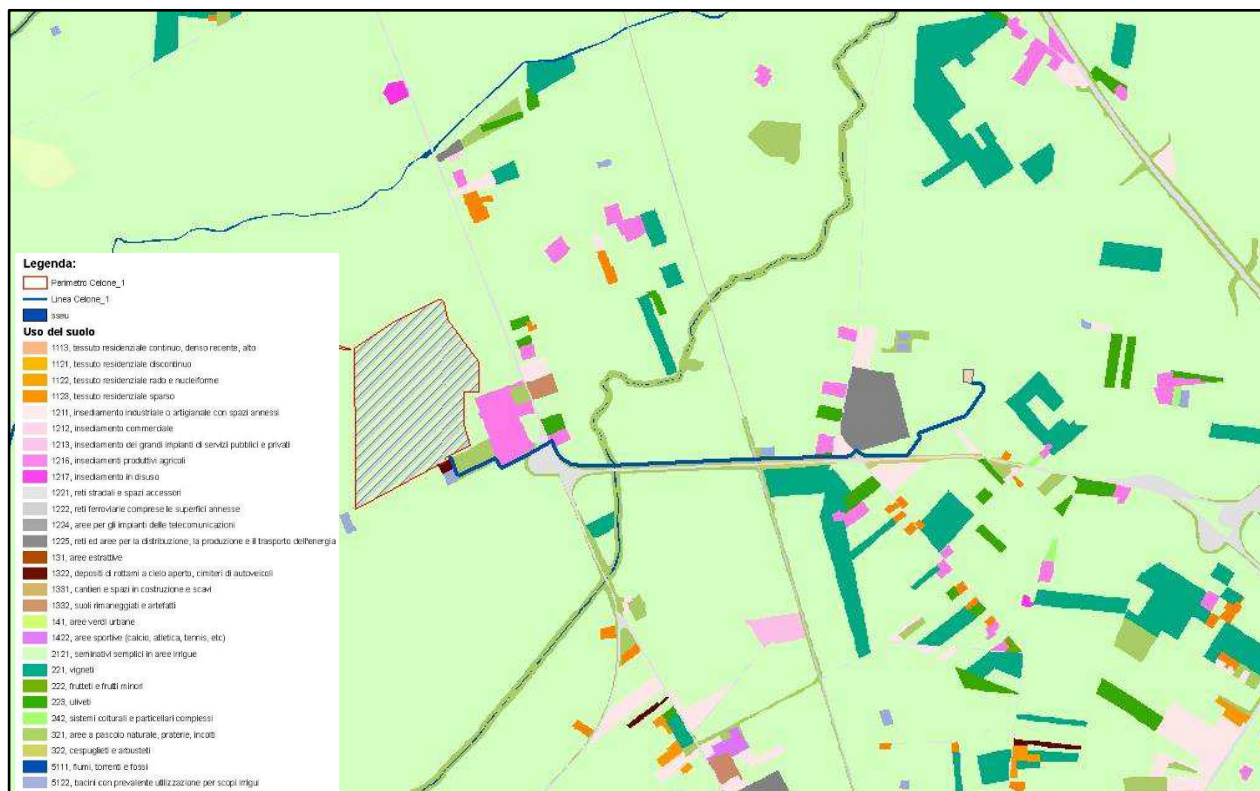 Legenda:
Perimetro Celone_1
Linea Celone_1
sseu
Uso del suolo
1113, tessuto residenziale continuo, denso recente, alto
1121, tessuto residenziale discontinuo
1122, tessuto residenziale rado e nucleiforme
1123, tessuto residenziale sparso
1211, insediamento industriale o artigianale con spazi annessi
1212, insediamento commerciale
1213, insediamento dei grandi impianti di servizi pubblici e privati
1216, insediamenti produttivi agricoli
1217, insediamento in disuso
1221, reti stradali e spazi accessori
1222, reti ferroviarie comprese le superfici annesse
1224, aree per gli impianti delle telecomunicazioni
1225, reti ed aree per la distribuzione, la produzione e il trasporto dell'energia
131, aree estrattive
1322, depositi di rottami a cielo aperto, cimiteri di autoveicoli
1331, cantieri e spazi in costruzione e scavi
1332, suoli rimaneggiati e artefatti
141, aree verdi urbane
1422, aree sportive (calcio, atletica, tennis, etc)
2121, seminativi semplici in aree irrigue
221, vigneti
222, frutteti e frutti minori
223, uliveti
242, sistemi colturali e particellari complessi
321, aree a pascolo naturale, praterie, incolti
322, cespuglieti e arbusteti
5111, fiumi, torrenti e fossi
5122, bacini con prevalente utilizzazione per scopi irrigui